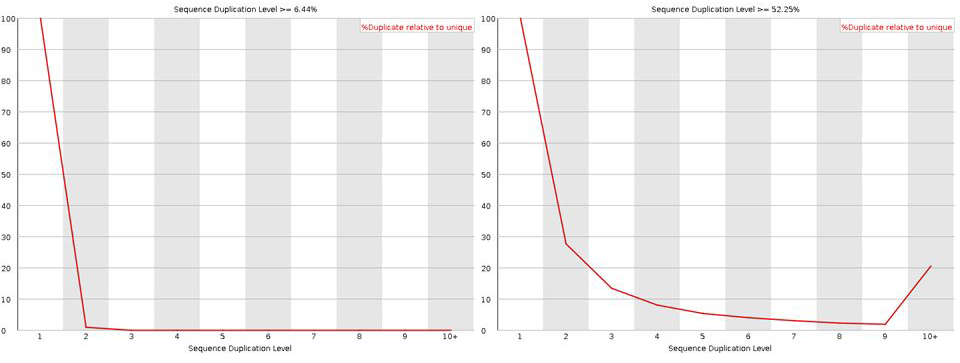 Sequence Duplication Level >= 6.44%
%Duplicate relative to unique
100
90
80
70
60
50
40
30
20
10
0
1 2 3 4 5 6 7 8 9 10+
Sequence Duplication Level
Sequence Duplication Level >= 52.25%
%Duplicate relative to unique
100
90
80
70
60
50
40
30
20
10
0
1 2 3 4 5 6 7 8 9 10+
Sequence Duplication Level